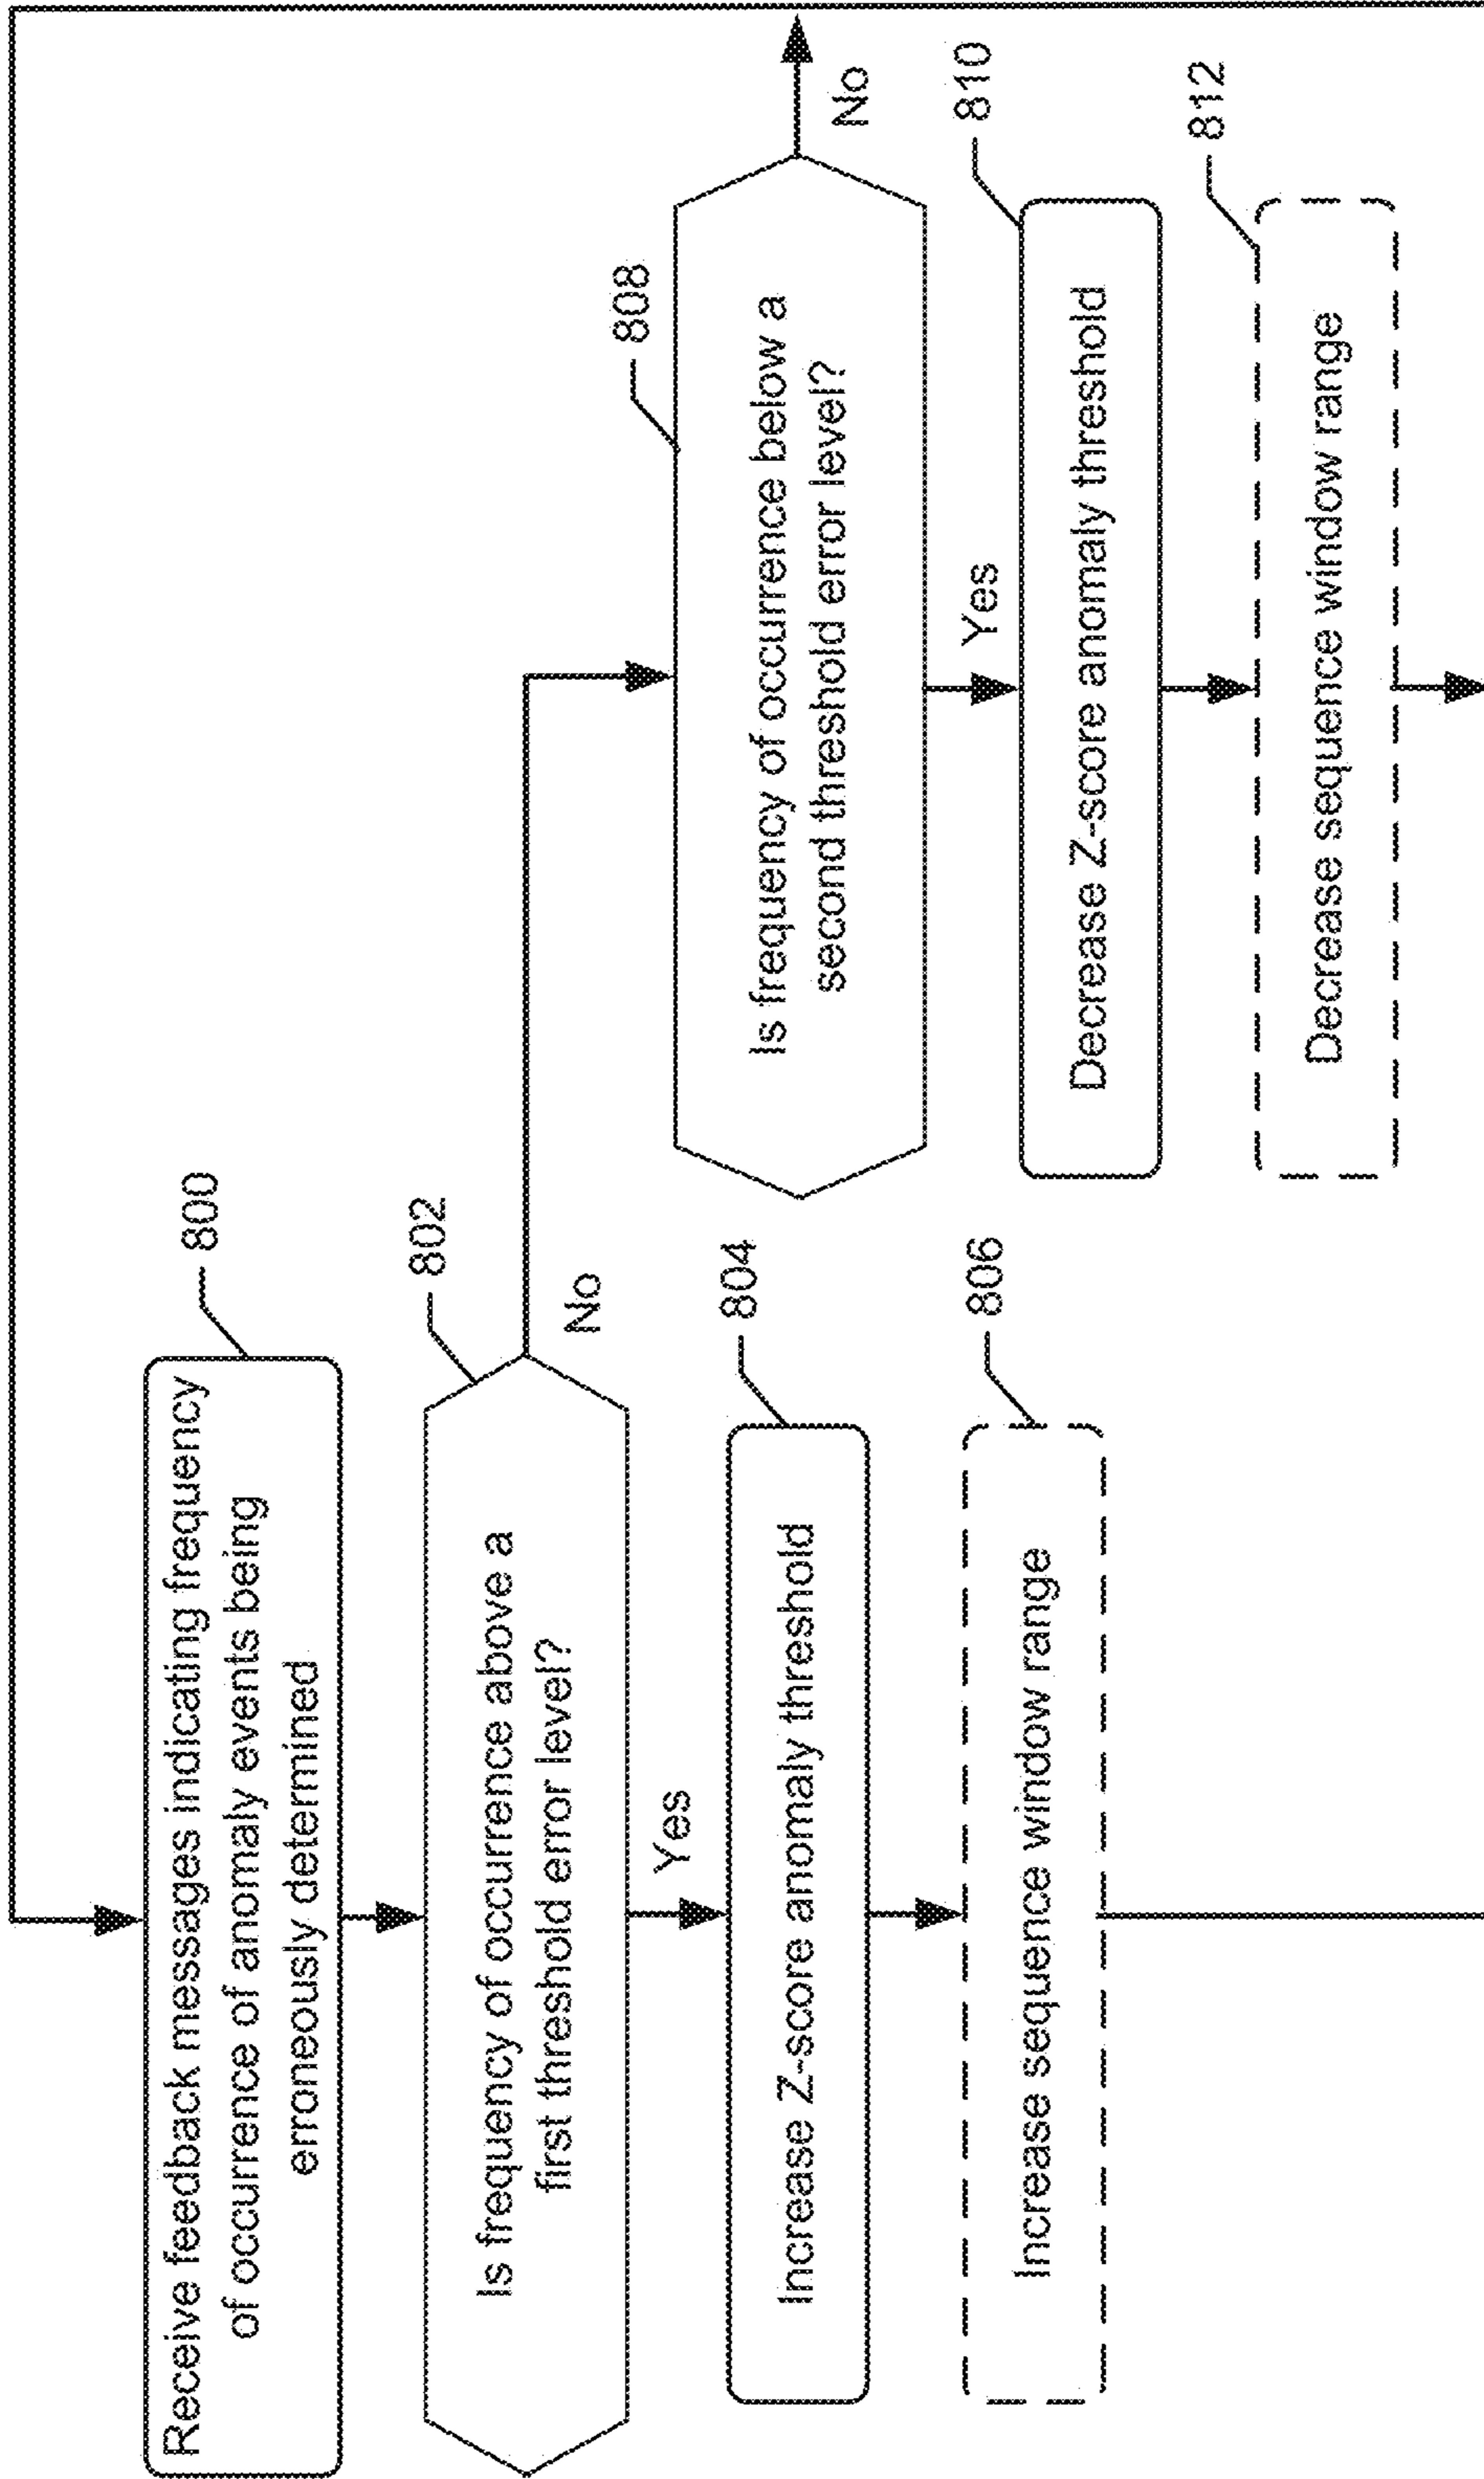 800
Receive feedback messages indicating frequency
of occurrence of anomaly events being
erroneously determined
802
Is frequency of occurrence above a
first threshold error level?
No
Yes
804
Increase Z-score anomaly threshold
806
Increase sequence window range
808
Is frequency of occurrence below a
second threshold error level?
No
Yes
810
Decrease Z-score anomaly threshold
812
Decrease sequence window range